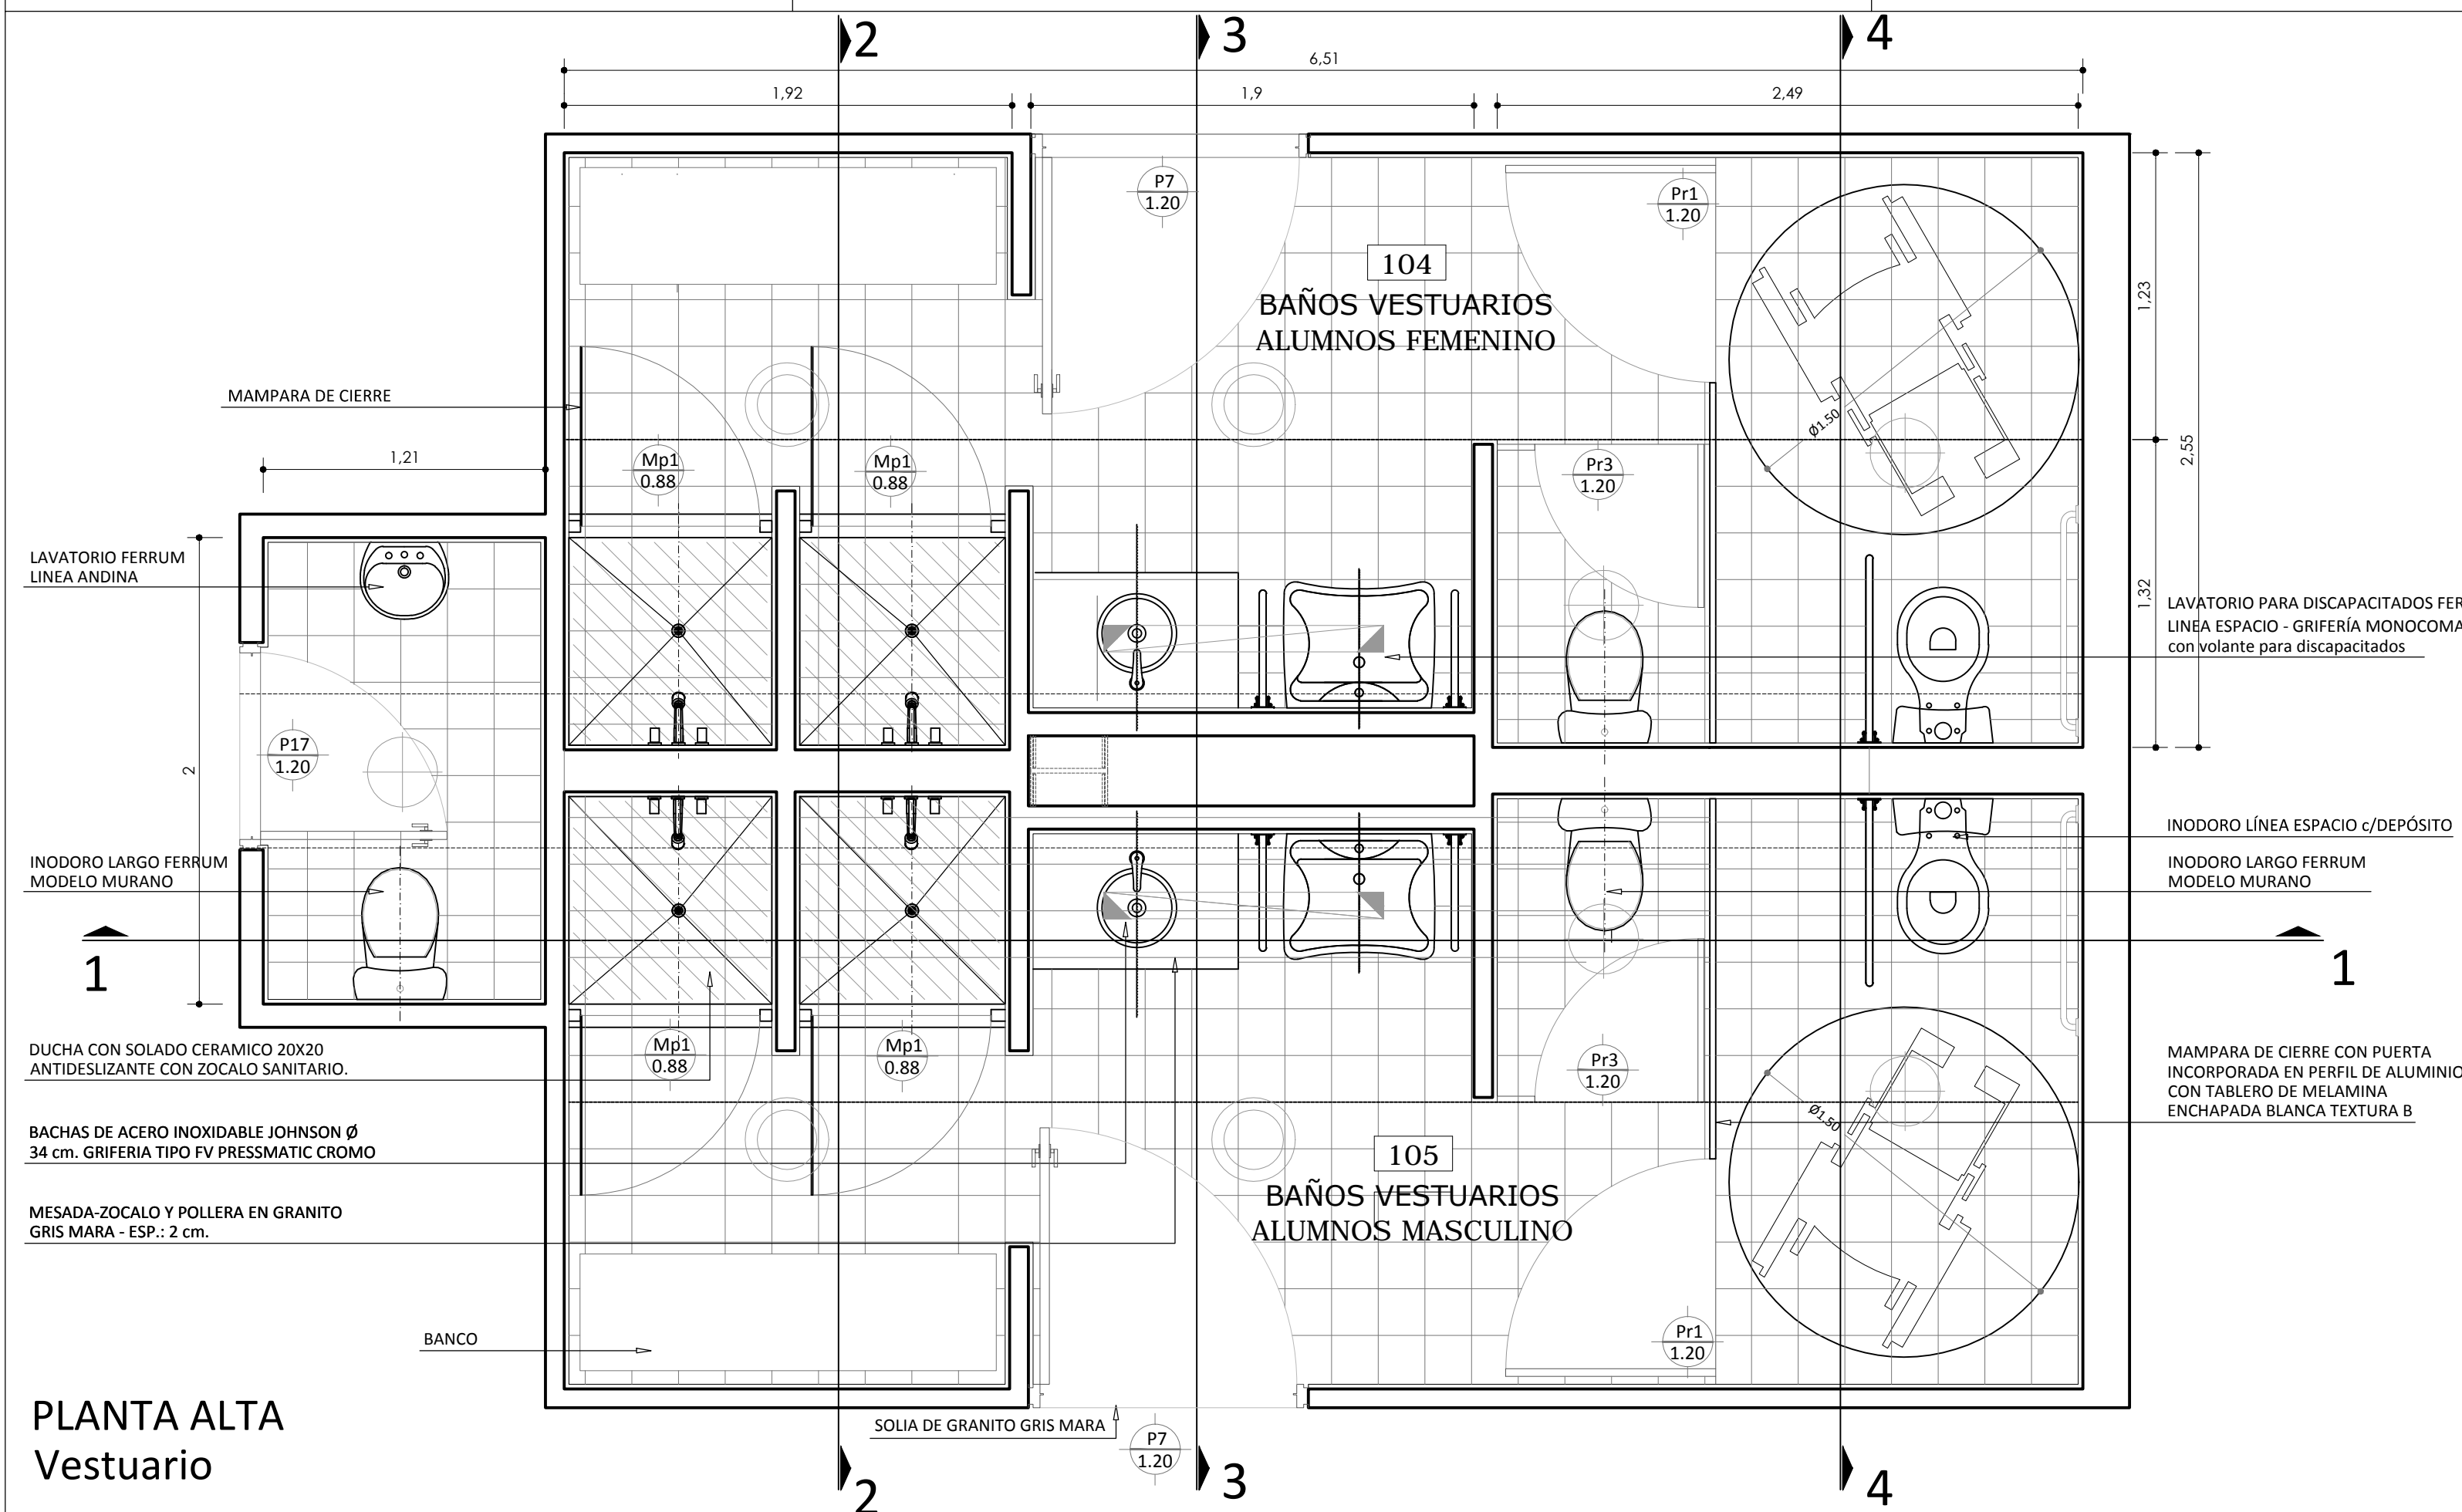 2
3
4
6,51
1,92
1,9
2,49
P7
1.20
Pr1
1.20
104
BAÑOS VESTUARIOS
ALUMNOS FEMENINO
1,23
Ø1.50
2,55
MAMPARA DE CIERRE
1,21
Mp1
0.88
Mp1
0.88
Pr3
1.20
LAVATORIO FERRUM
LINEA ANDINA
1,32
LAVATORIO PARA DISCAPACITADOS FER
LINEA ESPACIO - GRIFERÍA MONOCOMA
con volante para discapacitados
P17
1.20
2
INODORO LÍNEA ESPACIO c/DEPÓSITO
INODORO LARGO FERRUM
MODELO MURANO
INODORO LARGO FERRUM
MODELO MURANO
1
1
DUCHA CON SOLADO CERAMICO 20X20
ANTIDESLIZANTE CON ZOCALO SANITARIO.
Mp1
0.88
Mp1
0.88
Pr3
1.20
MAMPARA DE CIERRE CON PUERTA
INCORPORADA EN PERFIL DE ALUMINIO
CON TABLERO DE MELAMINA
ENCHAPADA BLANCA TEXTURA B
Ø1.50
BACHAS DE ACERO INOXIDABLE JOHNSON Ø
34 cm. GRIFERIA TIPO FV PRESSMATIC CROMO
105
BAÑOS VESTUARIOS
ALUMNOS MASCULINO
MESADA-ZOCALO Y POLLERA EN GRANITO
GRIS MARA - ESP.: 2 cm.
BANCO
Pr1
1.20
PLANTA ALTA
Vestuario
SOLIA DE GRANITO GRIS MARA
P7
1.20
2
3
4